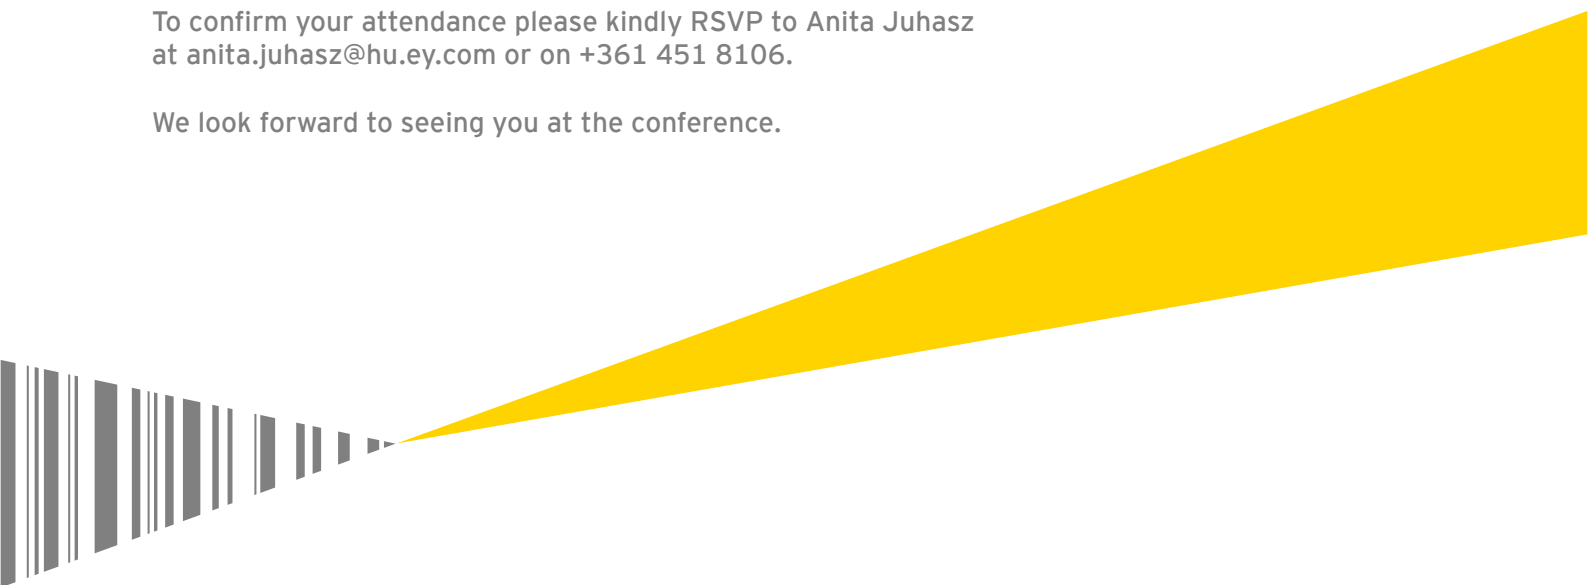 To confirm your attendance please kindly RSVP to Anita Juhasz
at anita.juhasz@hu.ey.com or on +361 451 8106.
We look forward to seeing you at the conference.